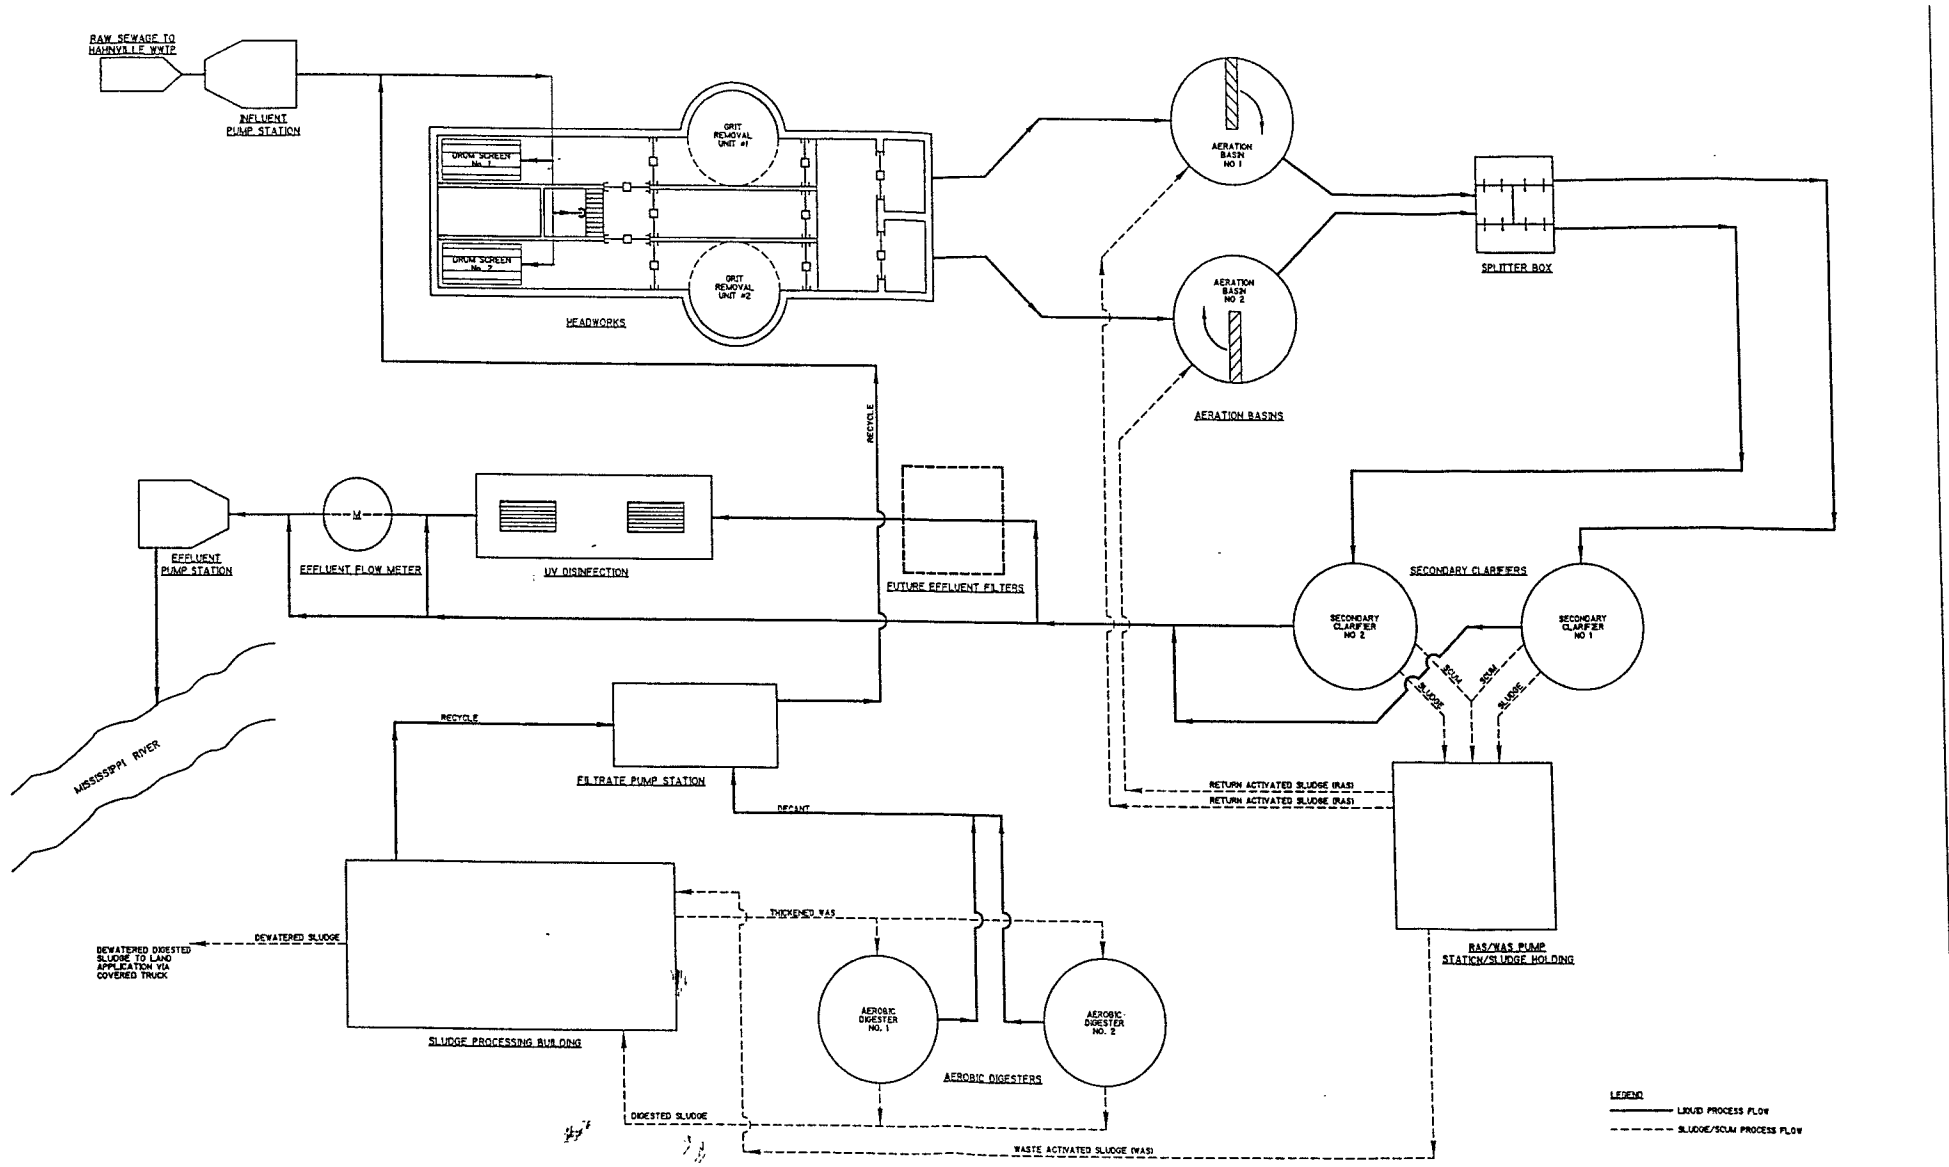 RAW SEWAGE TO
HAHNVILLE WWTP
INFLUENT
PUMP STATION
DRUM SCREEN
No. 1
DRUM SCREEN
No. 2
GRIT
REMOVAL
UNIT #1
GRIT
REMOVAL
UNIT #2
HEADWORKS
AERATION
BASIN
NO 1
AERATION
BASIN
NO 2
AERATION BASINS
SPLITTER BOX
RECYCLE
EFFLUENT
PUMP STATION
M
EFFLUENT FLOW METER
UV DISINFECTION
FUTURE EFFLUENT FILTERS
SECONDARY CLARIFIERS
SECONDARY
CLARIFIER
NO 2
SECONDARY
CLARIFIER
NO 1
SCUM
SCUM
SLUDGE
SLUDGE
MISSISSIPPI RIVER
RECYCLE
FILTRATE PUMP STATION
DECANT
RETURN ACTIVATED SLUDGE (RAS)
RETURN ACTIVATED SLUDGE (RAS)
RAS/WAS PUMP
STATION/SLUDGE HOLDING
THICKENED WAS
DEWATERED SLUDGE
DEWATERED DIGESTED
SLUDGE TO LAND
APPLICATION VIA
COVERED TRUCK
SLUDGE PROCESSING BUILDING
AEROBIC
DIGESTER
NO. 1
AEROBIC
DIGESTER
NO. 2
AEROBIC DIGESTERS
DIGESTED SLUDGE
WASTE ACTIVATED SLUDGE (WAS)
LEGEND
LIQUID PROCESS FLOW
SLUDGE/SCUM PROCESS FLOW